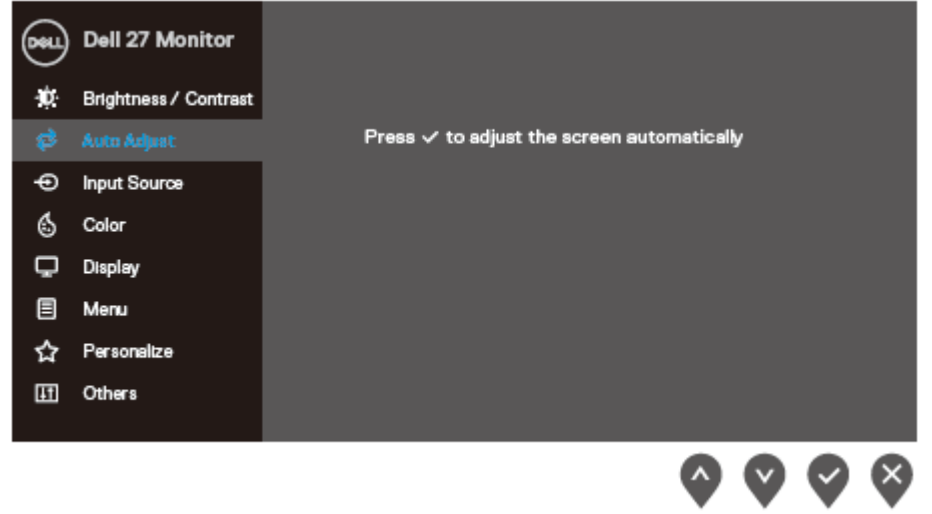 DELL Dell 27 Monitor
Brightness / Contrast
Auto Adjust
Press ✓ to adjust the screen automatically
Input Source
Color
Display
Menu
Personalize
Others